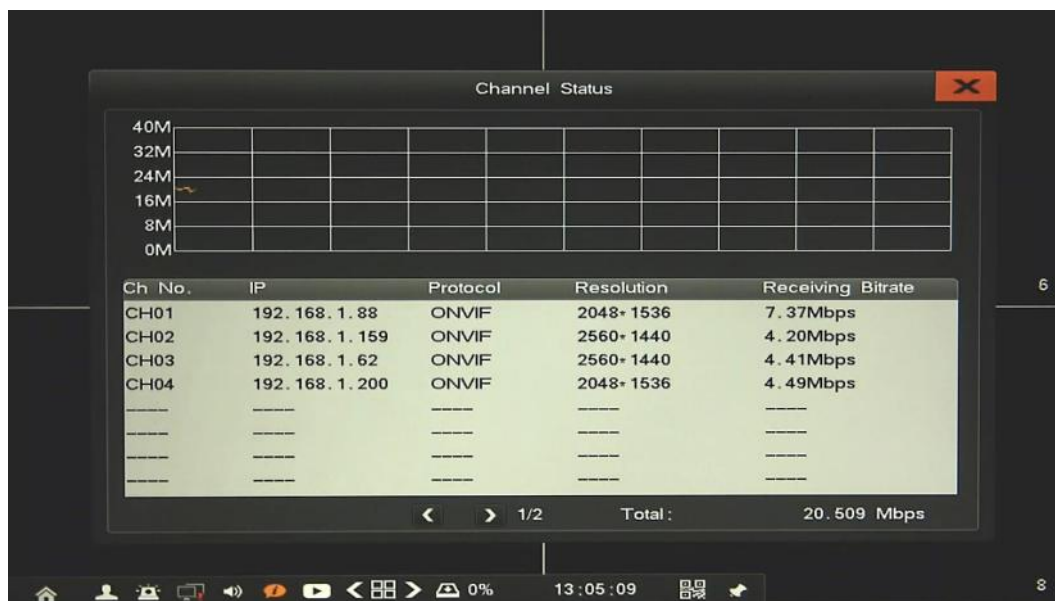 Channel Status
40M
32M
24M
16M
8M
0M
Ch No. IP Protocol Resolution Receiving Bitrate
6
CH01 192.168.1.88 ONVIF 2048*1536 7.37Mbps
CH02 192.168.1.159 ONVIF 2560*1440 4.20Mbps
CH03 192.168.1.62 ONVIF 2560*1440 4.41Mbps
CH04 192.168.1.200 ONVIF 2048*1536 4.49Mbps
---- ---- ---- ---- ----
---- ---- ---- ---- ----
---- ---- ---- ---- ----
---- ---- ---- ---- ----
1/2 Total: 20.509 Mbps
0% 13:05:09
8